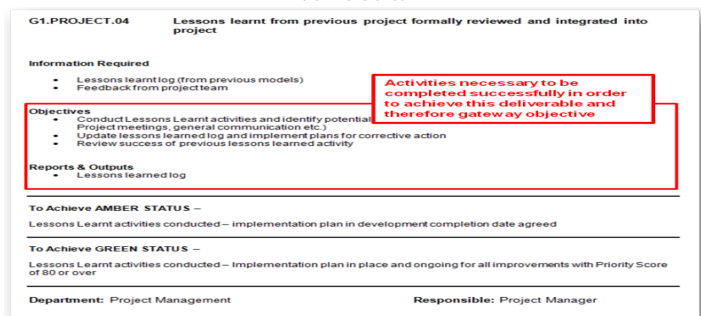 G1.PROJECT.04 Lessons learnt from previous project formally reviewed and integrated into
project
Information Required
• Lessons learnt log (from previous models)
• Feedback from project team
Activities necessary to be
completed successfully in order
to achieve this deliverable and
therefore gateway objective
Objectives
• Conduct Lessons Learnt activities and identify potential
Project meetings, general communication etc.)
• Update lessons learned log and implement plans for corrective action
• Review success of previous lessons learned activity
Reports & Outputs
• Lessons learned log
To Achieve AMBER STATUS –
Lessons Learnt activities conducted – implementation plan in development completion date agreed
To Achieve GREEN STATUS –
Lessons Learnt activities conducted – Implementation plan in place and ongoing for all improvements with Priority Score
of 80 or over
Department: Project Management Responsible: Project Manager